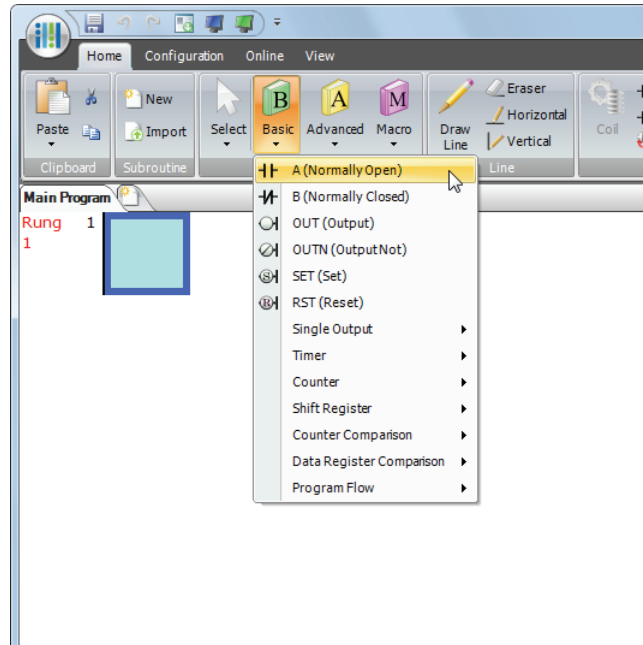 Home Configuration Online View
Paste
New
Import
Select
Basic
B
Advanced
A
Macro
M
Draw
Line
Eraser
Horizontal
Vertical
Coil
Clipboard Subroutine Line
A (Normally Open)
B (Normally Closed)
OUT (Output)
OUTN (Output Not)
S SET (Set)
R RST (Reset)
Single Output
Timer
Counter
Shift Register
Counter Comparison
Data Register Comparison
Program Flow
Main Program
Rung 1
1